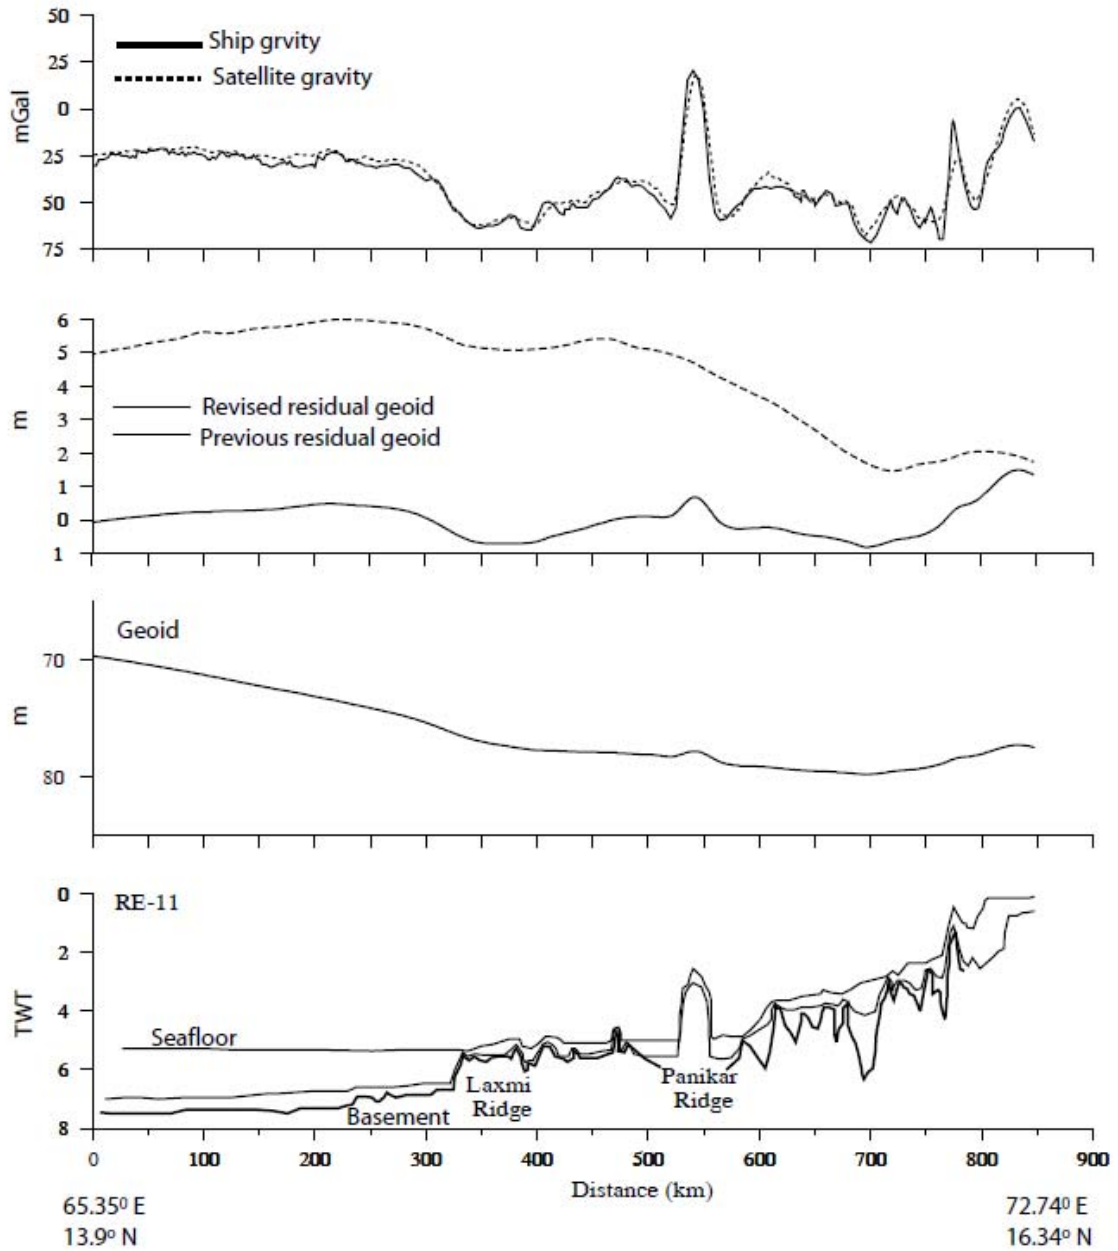 50
Ship grvity
25
Satellite gravity
0
mGal
25
50
75
6
5
4
Revised residual geoid
3
m
Previous residual geoid
2
1
0
1
Geoid
70
m
80
0
RE-11
2
4
TWT
Seafloor
6
Laxmi
Ridge
Panikar
Ridge
Basement
8
0 100 200 300 400 500 600 700 800 900
Distance (km)
65.35⁰ E
13.9º N
72.74⁰ E
16.34º N